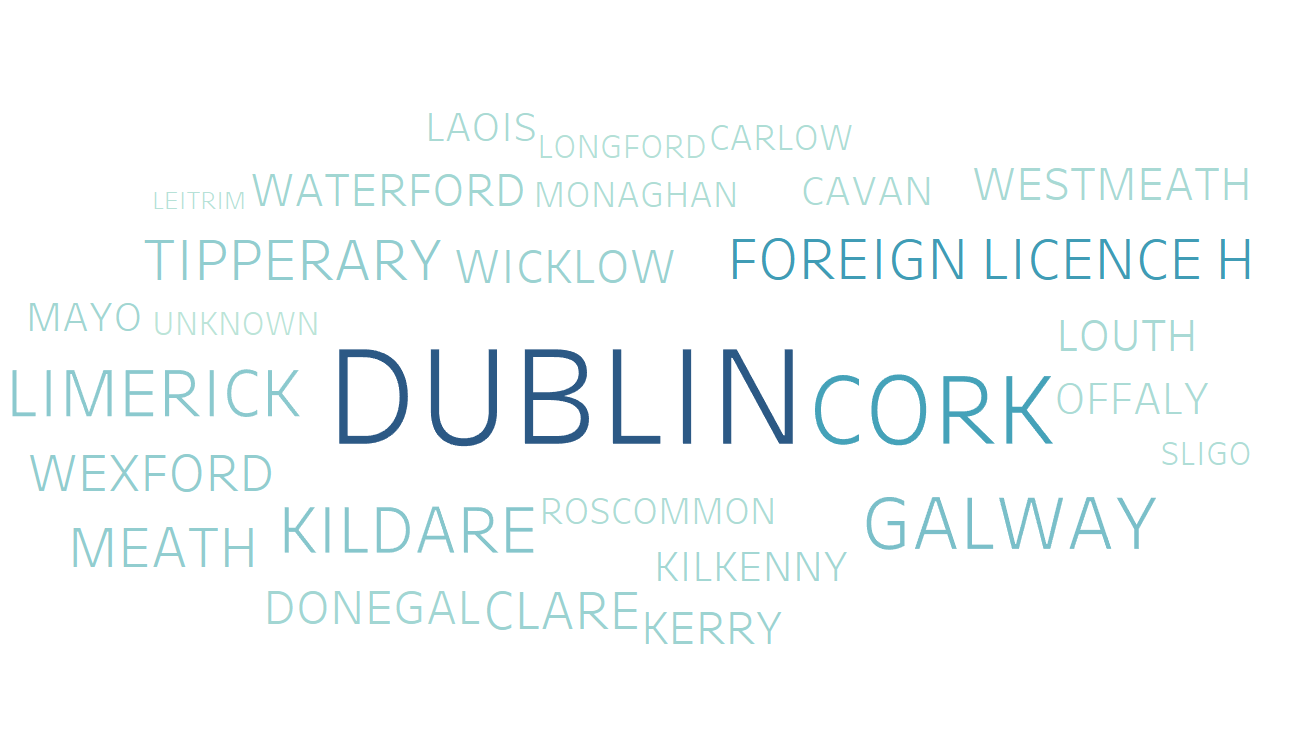 LAOIS
LONGFORD
CARLOW
LEITRIM
WATERFORD
MONAGHAN
CAVAN
WESTMEATH
TIPPERARY
WICKLOW
FOREIGN LICENCE H
MAYO
UNKNOWN
LOUTH
LIMERICK
DUBLIN
CORK
OFFALY
SLIGO
WEXFORD
KILDARE
ROSCOMMON
GALWAY
MEATH
KILKENNY
DONEGAL
CLARE
KERRY